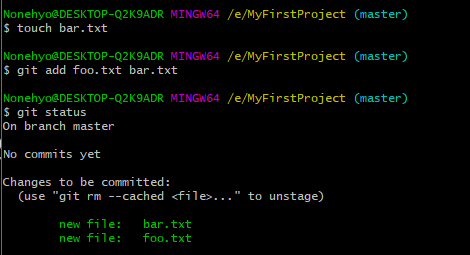 Nonehyo@DESKTOP-Q2K9ADR MINGW64 /e/MyFirstProject (master)
$ touch bar.txt
Nonehyo@DESKTOP-Q2K9ADR MINGW64 /e/MyFirstProject (master)
$ git add foo.txt bar.txt
Nonehyo@DESKTOP-Q2K9ADR MINGW64 /e/MyFirstProject (master)
$ git status
On branch master
No commits yet
Changes to be committed:
(use "git rm --cached <file>..." to unstage)
new file: bar.txt
new file: foo.txt